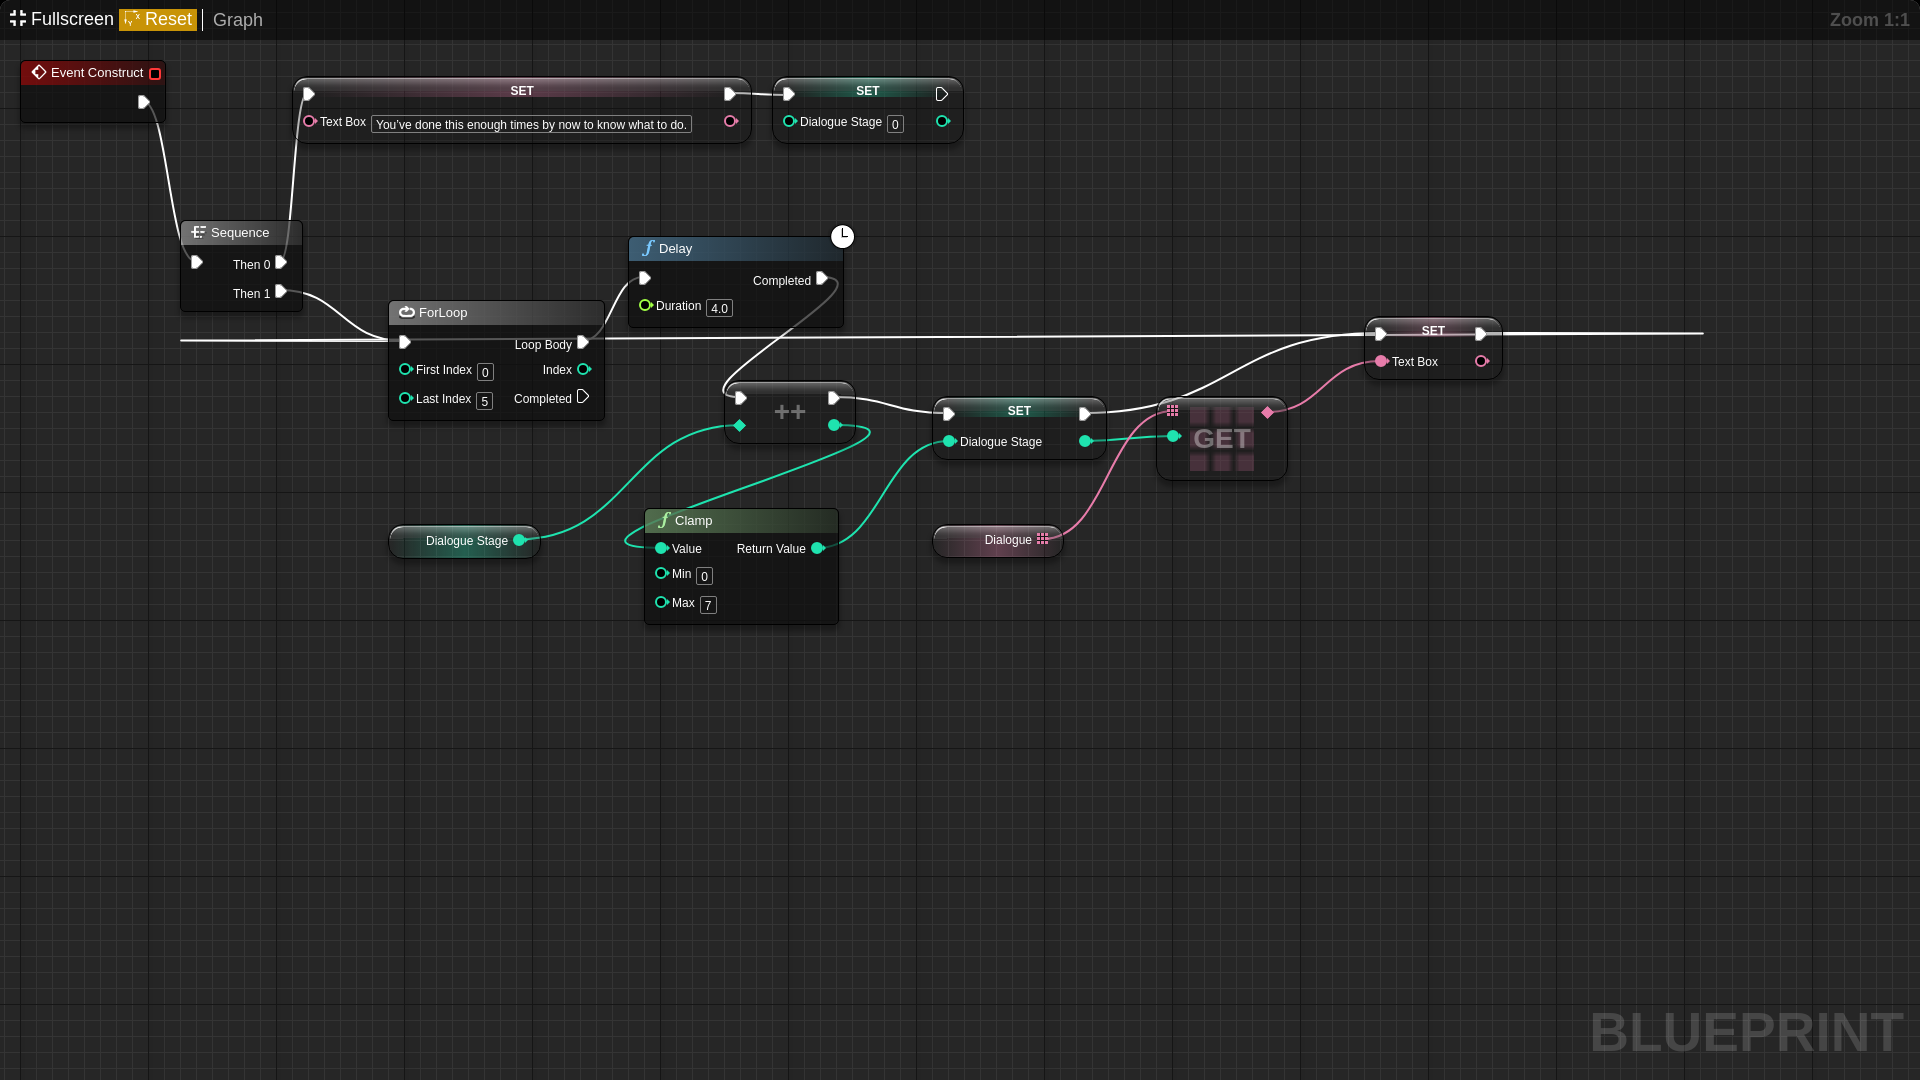 Fullscreen Reset Graph
Zoom 1:1
Event Construct
SET
Text Box You've done this enough times by now to know what to do.
SET
Dialogue Stage 0
Sequence
Then 0
Then 1
Delay
Completed
Duration 4.0
ForLoop
Loop Body
First Index 0
Index
Last Index 5
Completed
SET
Text Box
++
SET
Dialogue Stage
GET
Dialogue Stage
Clamp
Value
Return Value
Min 0
Max 7
Dialogue
BLUEPRINT